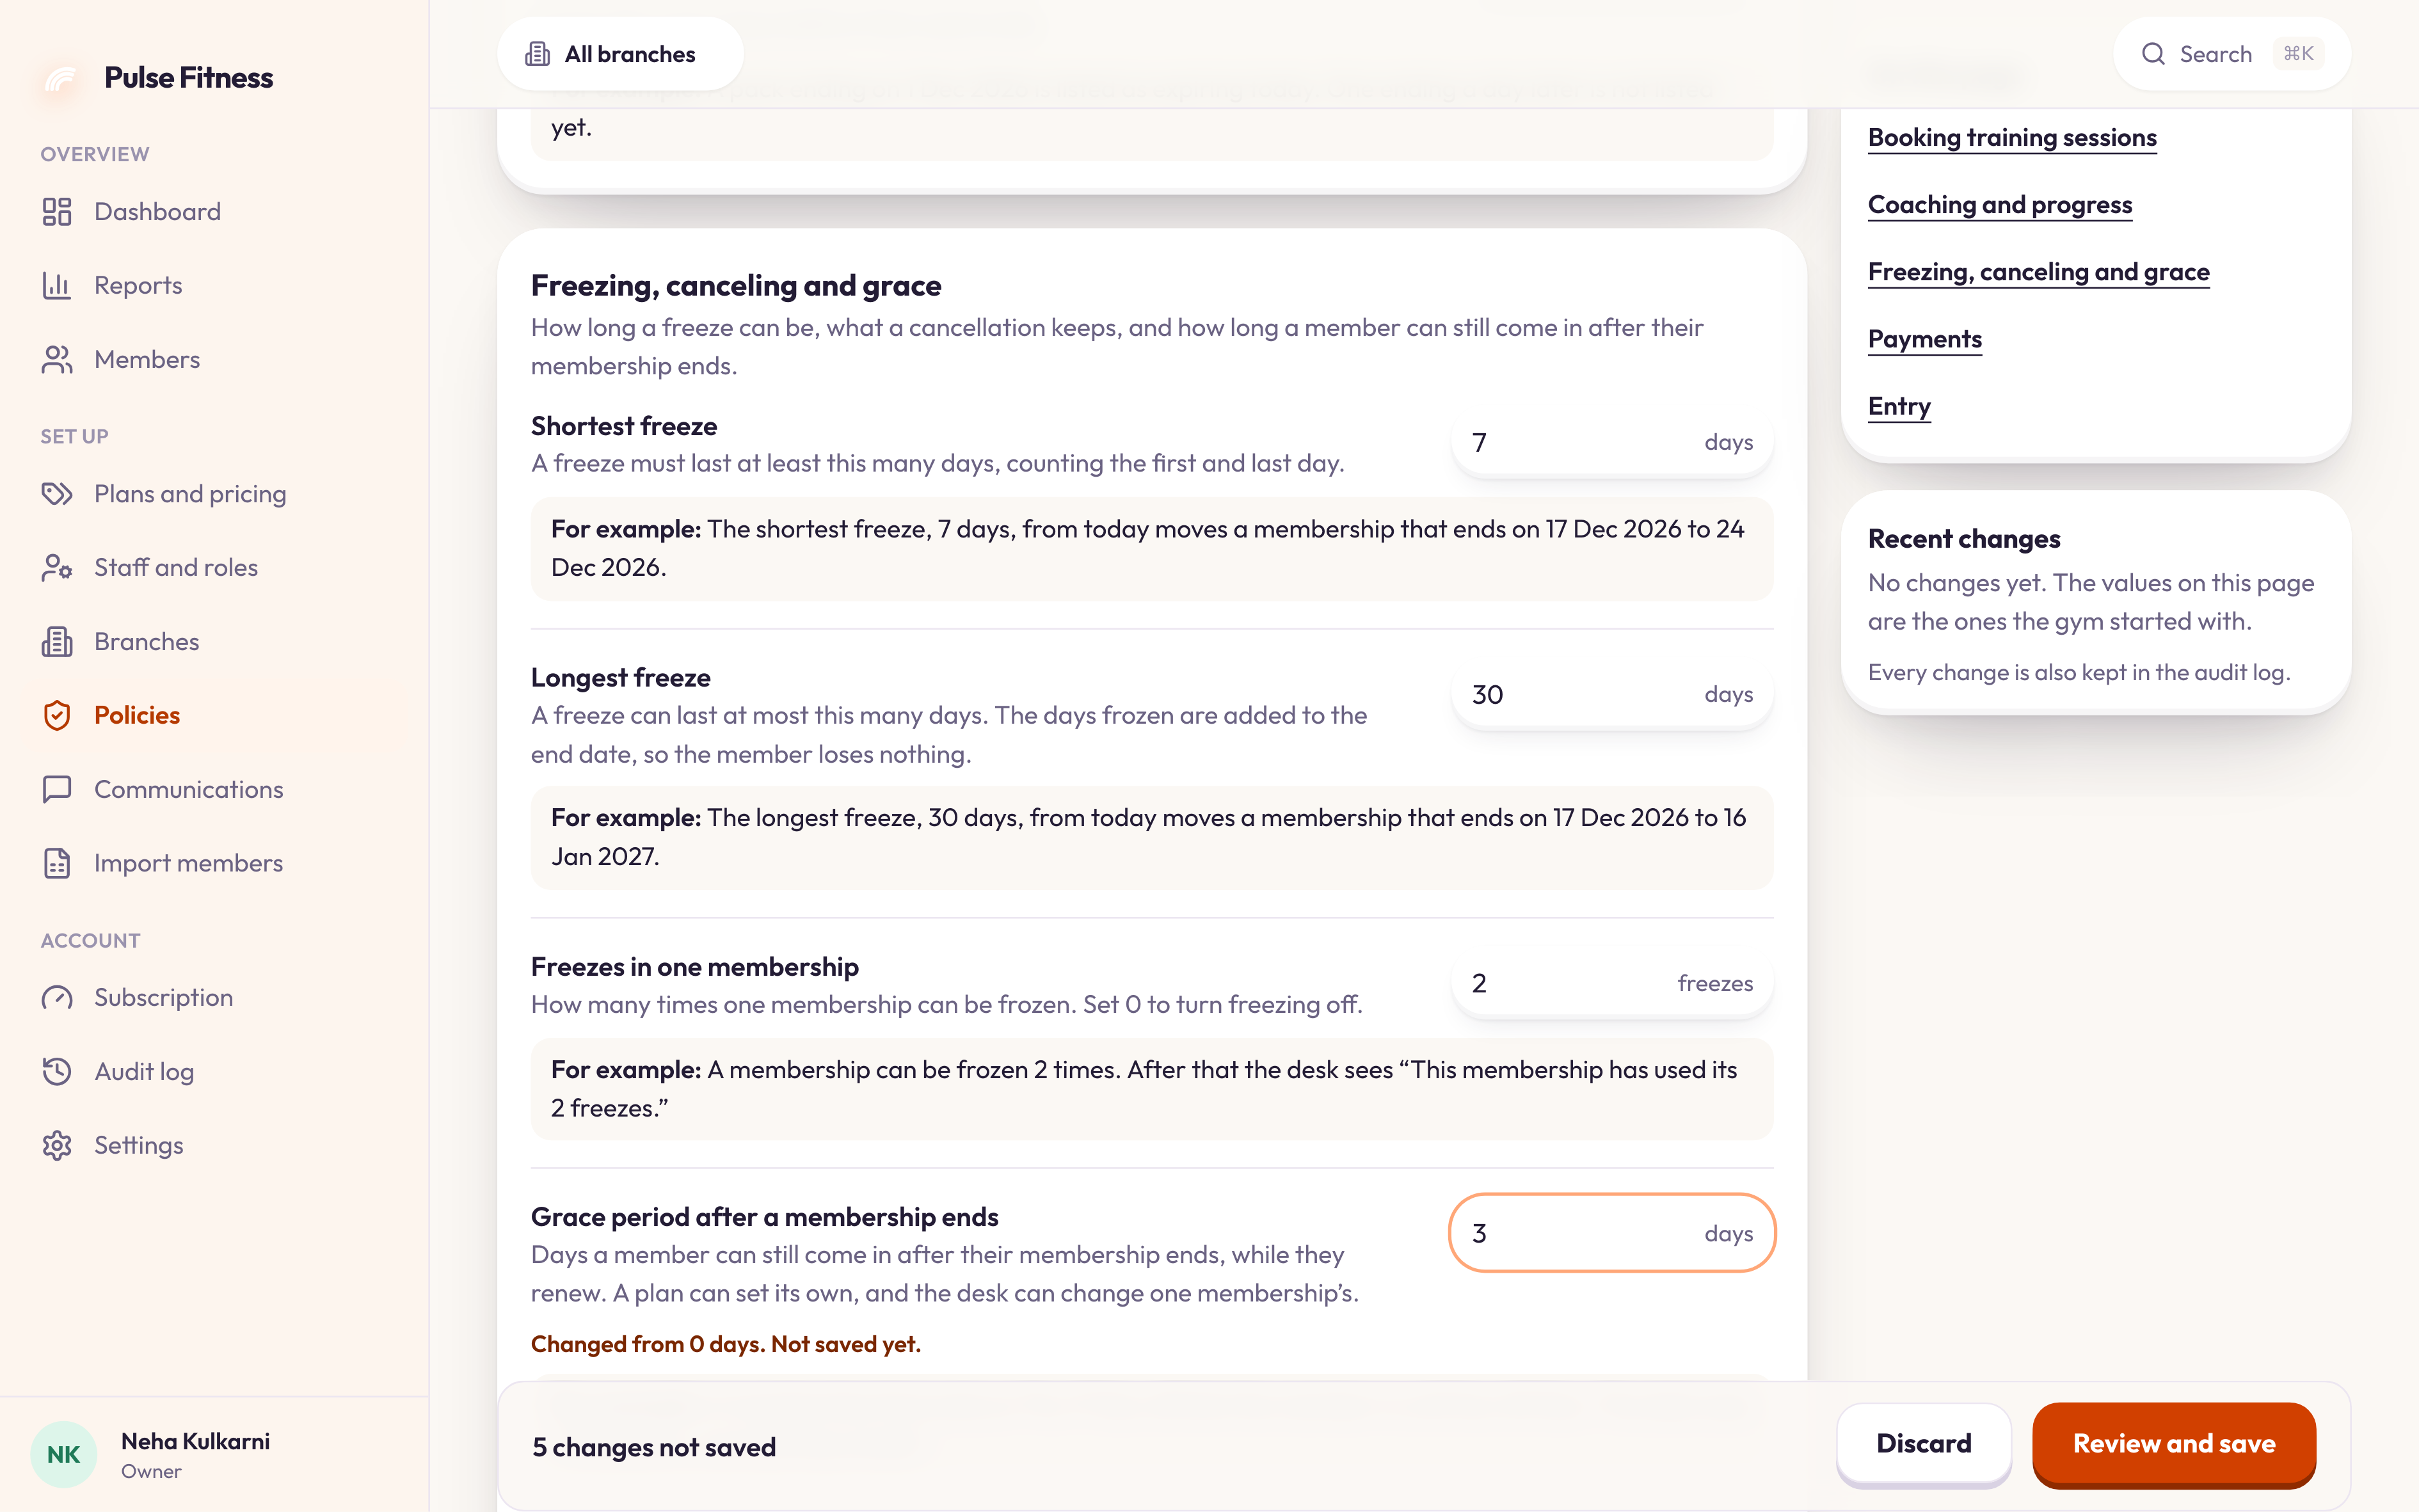 Pulse Fitness
OVERVIEW
Dashboard
Reports
Members
SET UP
Plans and pricing
Staff and roles
Branches
Policies
Communications
Import members
ACCOUNT
Subscription
Audit log
Settings
NK
Neha Kulkarni
Owner
All branches
Search
⌘K
yet.
Freezing, canceling and grace
How long a freeze can be, what a cancellation keeps, and how long a member can still come in after their
membership ends.
Shortest freeze
A freeze must last at least this many days, counting the first and last day.
7 days
For example: The shortest freeze, 7 days, from today moves a membership that ends on 17 Dec 2026 to 24
Dec 2026.
Longest freeze
A freeze can last at most this many days. The days frozen are added to the
end date, so the member loses nothing.
30 days
For example: The longest freeze, 30 days, from today moves a membership that ends on 17 Dec 2026 to 16
Jan 2027.
Freezes in one membership
How many times one membership can be frozen. Set 0 to turn freezing off.
2 freezes
For example: A membership can be frozen 2 times. After that the desk sees “This membership has used its
2 freezes.”
Grace period after a membership ends
Days a member can still come in after their membership ends, while they
renew. A plan can set its own, and the desk can change one membership’s.
3 days
Changed from 0 days. Not saved yet.
5 changes not saved
Discard
Review and save
Booking training sessions
Coaching and progress
Freezing, canceling and grace
Payments
Entry
Recent changes
No changes yet. The values on this page
are the ones the gym started with.
Every change is also kept in the audit log.